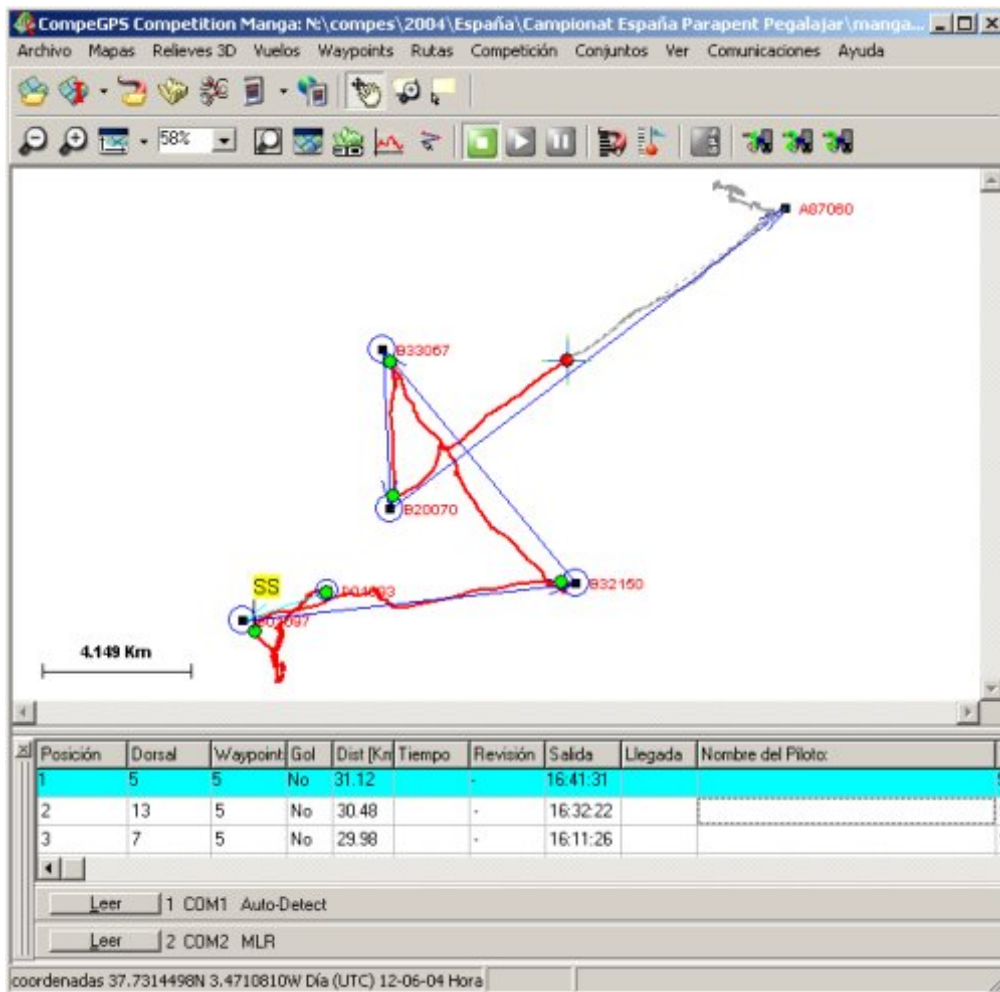 CompeGPS Competition Manga: N:\compes\2004\España\Campionat España Parapent Pegalajar\manga...
Archivo Mapas Relieves 3D Vuelos Waypoints Rutas Competición Conjuntos Ver Comunicaciones Ayuda
58%
A87060
B33067
B20070
B32160
SS
4.149 Km
Posición Dorsal Waypoint Gol Dist [Km Tiempo Revisión Salida Llegada Nombre del Piloto:
1 5 5 No 31.12 - 16:41:31
2 13 5 No 30.48 - 16:32:22
3 7 5 No 29.98 - 16:11:26
Leer 1 COM1 Auto-Detect
Leer 2 COM2 MLR
coordenadas 37.7314498N 3.4710810W Día (UTC) 12-06-04 Hora